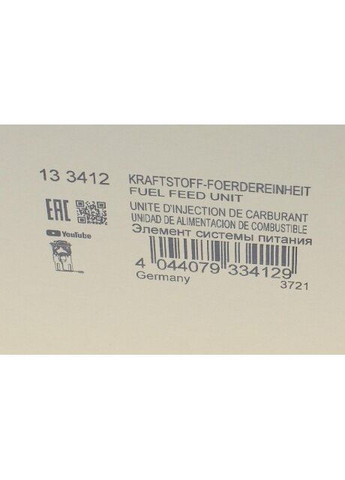 13 3412
KRAFTSTOFF-FOERDEREINHEIT
FUEL FEED UNIT
UNITE D'INJECTION DE CARBURANT
UNIDAD DE ALIMENTACION DE COMBUSTIBLE
Элемент системы питания
EAC
YouTube
4 044079 334129
Germany
3721